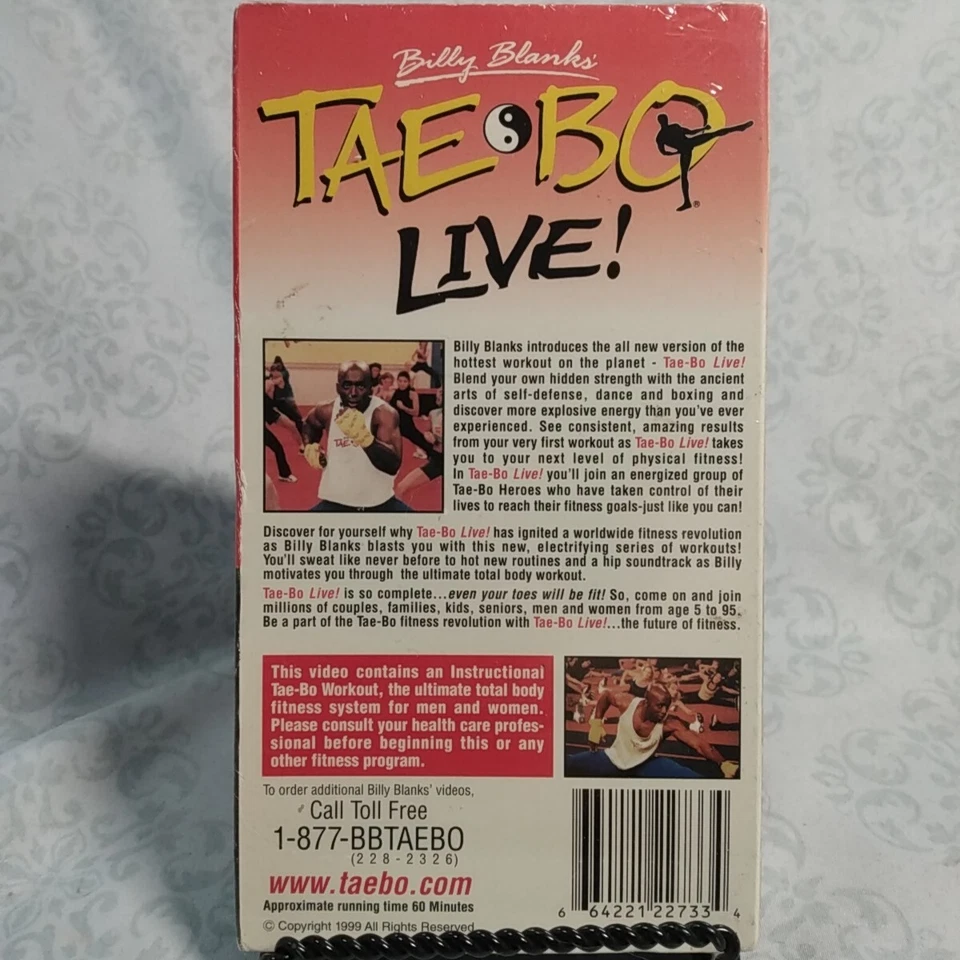 Billy Blanks'
TAE BO®
LIVE!
Billy Blanks introduces the all new version of the
hottest workout on the planet - Tae-Bo Live!
Blend your own hidden strength with the ancient
arts of self-defense, dance and boxing and
discover more explosive energy than you've ever
experienced. See consistent, amazing results
from your very first workout as Tae-Bo Live! takes
you to your next level of physical fitness!
In Tae-Bo Live! you'll join an energized group of
Tae-Bo Heroes who have taken control of their
lives to reach their fitness goals-just like you can!
Discover for yourself why Tae-Bo Live! has ignited a worldwide fitness revolution
as Billy Blanks blasts you with this new, electrifying series of workouts!
You'll sweat like never before to hot new routines and a hip soundtrack as Billy
motivates you through the ultimate total body workout.
Tae-Bo Live! is so complete...even your toes will be fit! So, come on and join
millions of couples, families, kids, seniors, men and women from age 5 to 95.
Be a part of the Tae-Bo fitness revolution with Tae-Bo Live!...the future of fitness.
This video contains an Instructional
Tae-Bo Workout, the ultimate total body
fitness system for men and women.
Please consult your health care profes-
sional before beginning this or any
other fitness program.
To order additional Billy Blanks' videos,
Call Toll Free
1-877-BBTAEBO
(228-2326)
www.taebo.com
Approximate running time 60 Minutes
© Copyright 1999 All Rights Reserved
6 64221 22733 4